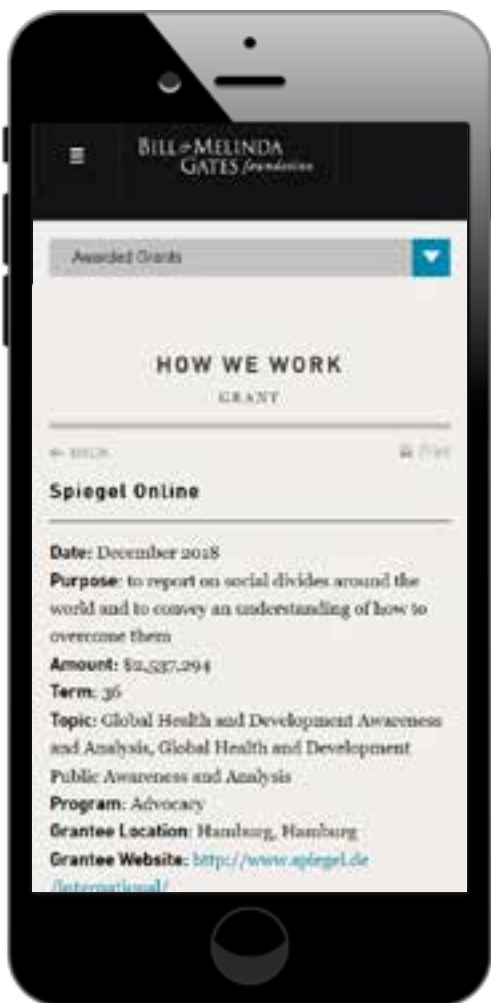 BILL & MELINDA
GATES foundation
Awarded Grants
HOW WE WORK
GRANT
← BACK
Print
Spiegel Online
Date: December 2018
Purpose: to report on social divides around the
world and to convey an understanding of how to
overcome them
Amount: $2,537,294
Term: 36
Topic: Global Health and Development Awareness
and Analysis, Global Health and Development
Public Awareness and Analysis
Program: Advocacy
Grantee Location: Hamburg, Hamburg
Grantee Website: http://www.spiegel.de
/international/